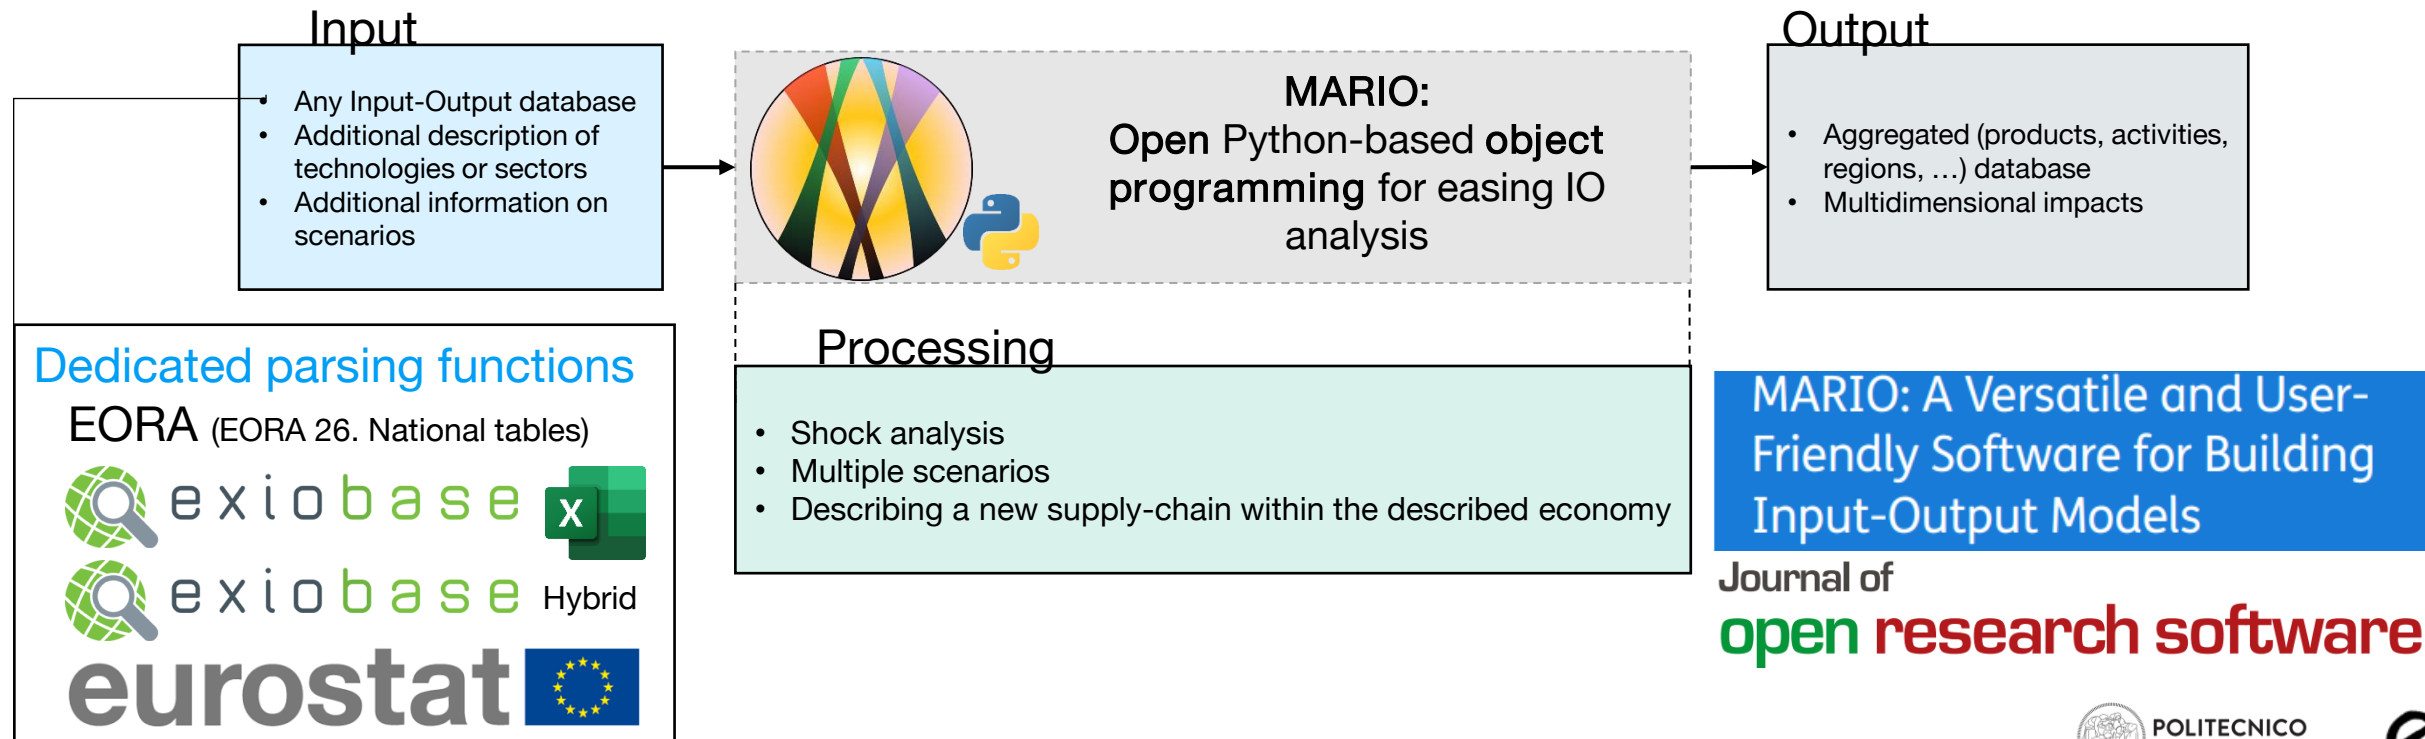 Input
• Any Input-Output database
• Additional description of
technologies or sectors
• Additional information on
scenarios
MARIO:
Open Python-based object
programming for easing IO
analysis
Output
• Aggregated (products, activities,
regions, …) database
• Multidimensional impacts
Dedicated parsing functions
EORA (EORA 26. National tables)
exiobase
X
exiobase Hybrid
eurostat
Processing
• Shock analysis
• Multiple scenarios
• Describing a new supply-chain within the described economy
MARIO: A Versatile and User-
Friendly Software for Building
Input-Output Models
Journal of
open research software
POLITECNICO